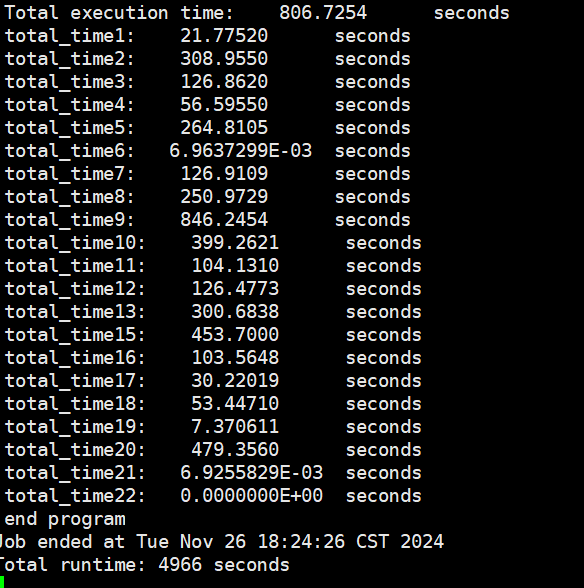 Total execution time: 806.7254 seconds
total_time1: 21.77520 seconds
total_time2: 308.9550 seconds
total_time3: 126.8620 seconds
total_time4: 56.59550 seconds
total_time5: 264.8105 seconds
total_time6: 6.9637299E-03 seconds
total_time7: 126.9109 seconds
total_time8: 250.9729 seconds
total_time9: 846.2454 seconds
total_time10: 399.2621 seconds
total_time11: 104.1310 seconds
total_time12: 126.4773 seconds
total_time13: 300.6838 seconds
total_time15: 453.7000 seconds
total_time16: 103.5648 seconds
total_time17: 30.22019 seconds
total_time18: 53.44710 seconds
total_time19: 7.370611 seconds
total_time20: 479.3560 seconds
total_time21: 6.9255829E-03 seconds
total_time22: 0.0000000E+00 seconds
end program
Job ended at Tue Nov 26 18:24:26 CST 2024
Total runtime: 4966 seconds